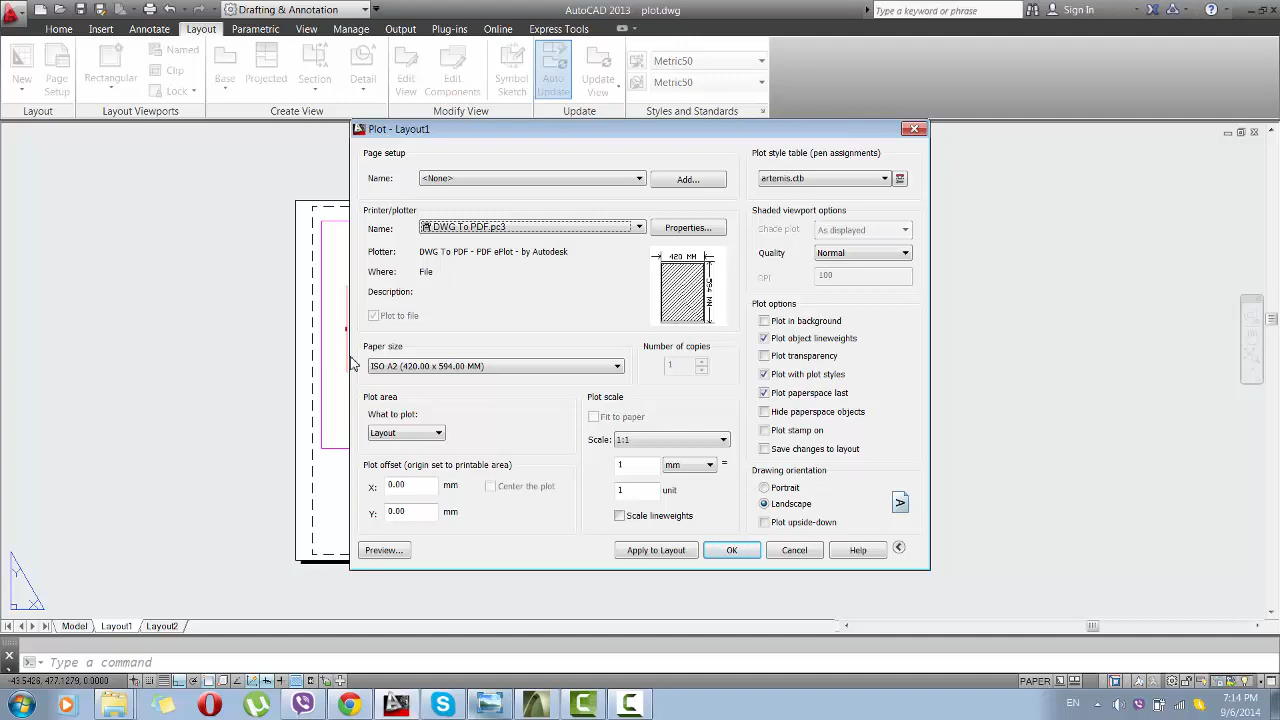 Drafting & Annotation
AutoCAD 2013 plot.dwg
Type a keyword or phrase
Sign In
Home Insert Annotate Layout Parametric View Manage Output Plug-ins Online Express Tools
New
Page Setup
Rectangular
Named
Clip
Lock
Base
Projected
Section
Detail
Edit View
Edit Components
Symbol Sketch
Auto Update
Update View
Metric50
Metric50
Layout Layout Viewports Create View Modify View Update Styles and Standards
Plot - Layout1
Page setup
Name: <None> Add...
Printer/plotter
Name: DWG To PDF.pc3 Properties...
Plotter: DWG To PDF - PDF ePlot - by Autodesk
Where: File
Description:
Plot to file
420 MM
594 MM
Paper size
ISO A2 (420.00 x 594.00 MM)
Number of copies
1
Plot area
What to plot:
Layout
Plot offset (origin set to printable area)
X: 0.00 mm
Center the plot
Y: 0.00 mm
Plot scale
Fit to paper
Scale: 1:1
1 mm =
1 unit
Scale lineweights
Plot style table (pen assignments)
artemis.ctb
Shaded viewport options
Shade plot As displayed
Quality Normal
DPI 100
Plot options
Plot in background
Plot object lineweights
Plot transparency
Plot with plot styles
Plot paperspace last
Hide paperspace objects
Plot stamp on
Save changes to layout
Drawing orientation
Portrait
Landscape
Plot upside-down
A
Preview... Apply to Layout OK Cancel Help
Y
X
Model Layout1 Layout2
Type a command
-43.5426, 477.1279, 0.0000
PAPER
EN
7:14 PM
9/6/2014